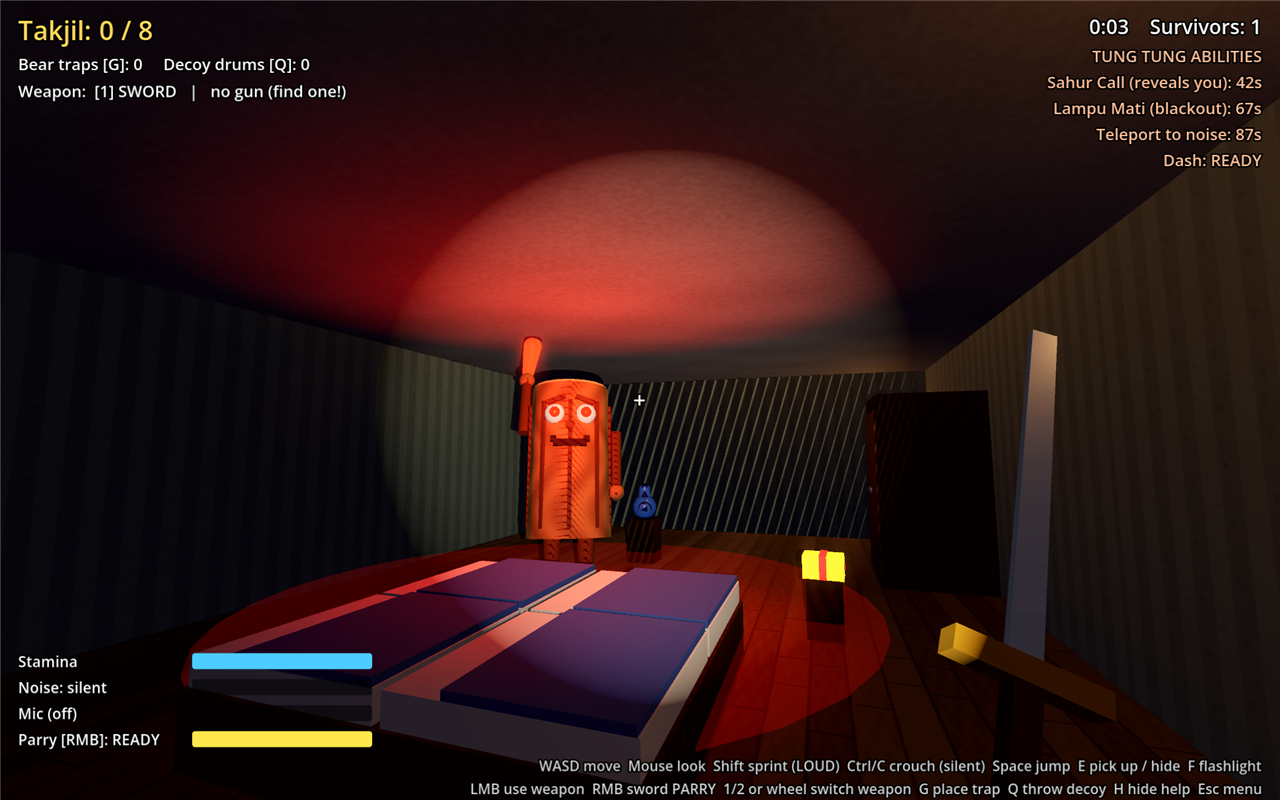 Takjil: 0 / 8
Bear traps [G]: 0 Decoy drums [Q]: 0
Weapon: [1] SWORD | no gun (find one!)
0:03 Survivors: 1
TUNG TUNG ABILITIES
Sahur Call (reveals you): 42s
Lampu Mati (blackout): 67s
Teleport to noise: 87s
Dash: READY
Stamina
Noise: silent
Mic (off)
Parry [RMB]: READY
WASD move Mouse look Shift sprint (LOUD) Ctrl/C crouch (silent) Space jump E pick up / hide F flashlight
LMB use weapon RMB sword PARRY 1/2 or wheel switch weapon G place trap Q throw decoy H hide help Esc menu